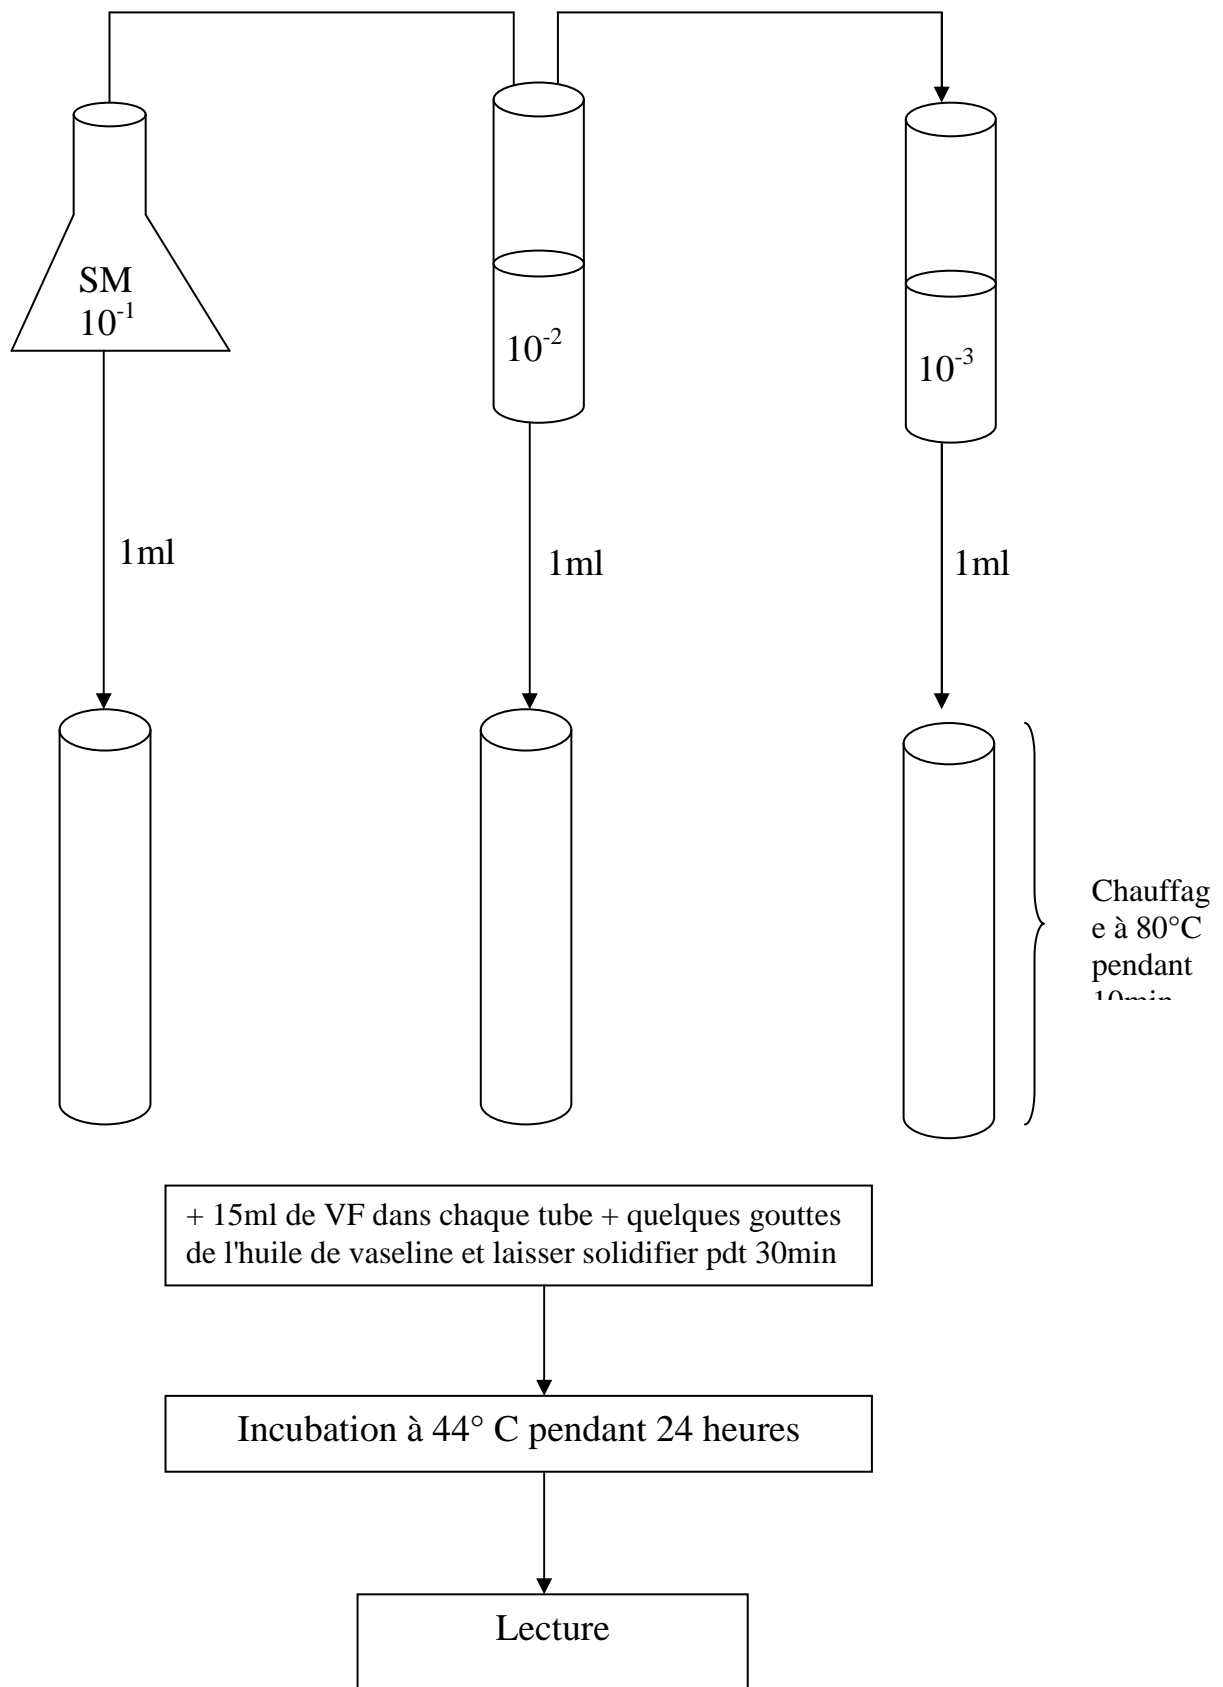 SM
10⁻¹
10⁻²
10⁻³
1ml
1ml
1ml
Chauffag
e à 80°C
pendant
10min
+ 15ml de VF dans chaque tube + quelques gouttes
de l'huile de vaseline et laisser solidifier pdt 30min
Incubation à 44° C pendant 24 heures
Lecture